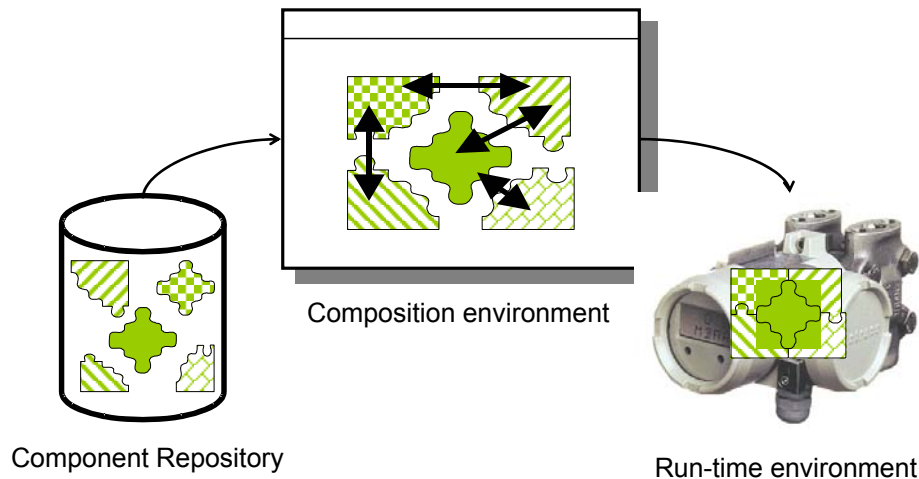 Composition environment
Component Repository
Run-time environment